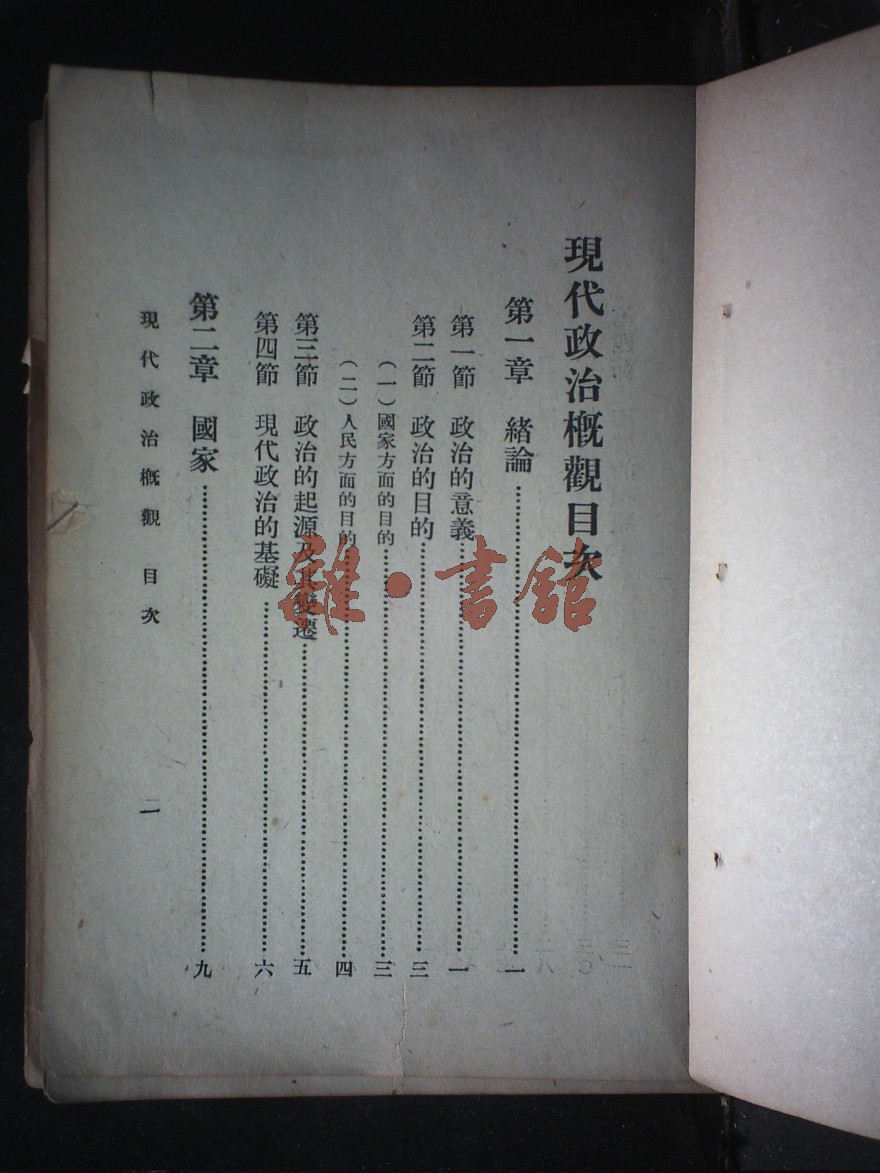 現代政治概觀目次
第一章 緒論………一
第一節 政治的意義………一
第二節 政治的目的………三
(一)國家方面的目的………三
(二)人民方面的目的………四
第三節 政治的起源及其變遷………五
第四節 現代政治的基礎………六
第二章 國家………九
現代政治概觀 目次
一
雜·書館